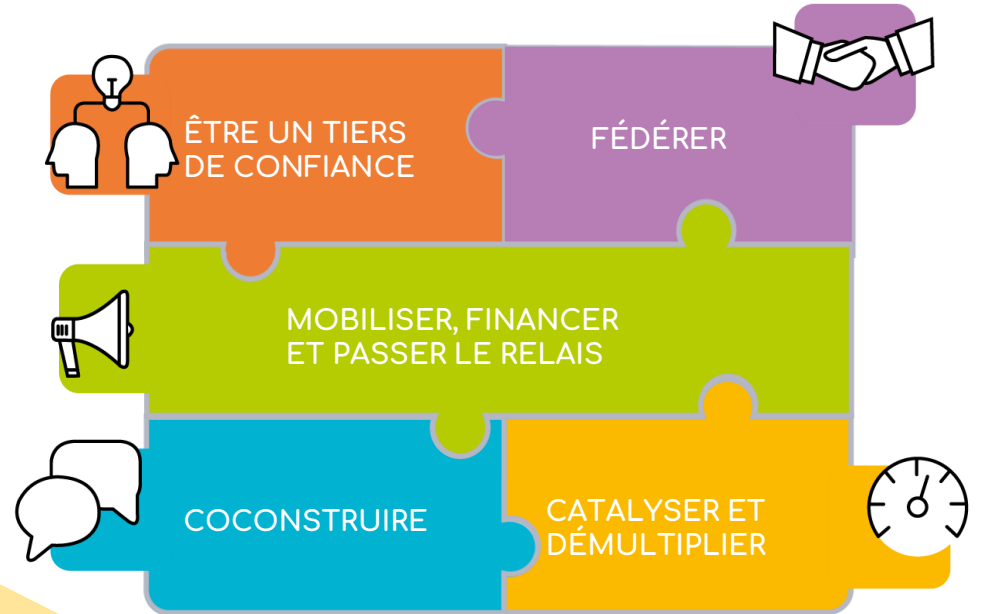 ÊTRE UN TIERS
DE CONFIANCE
FÉDÉRER
MOBILISER, FINANCER
ET PASSER LE RELAIS
COCONSTRUIRE
CATALYSER ET
DÉMULTIPLIER